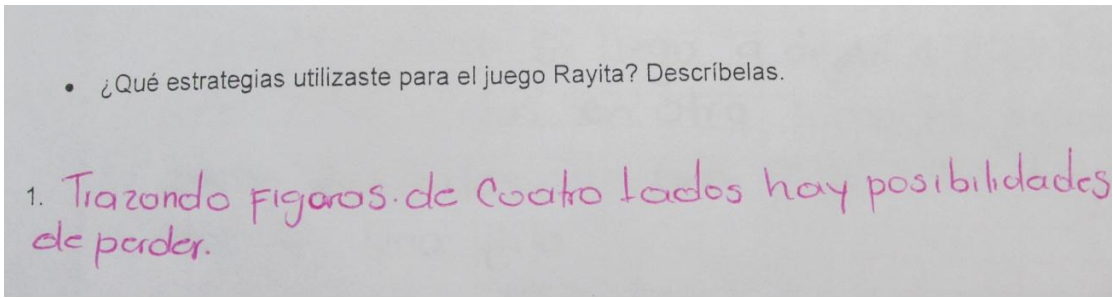 • ¿Qué estrategias utilizaste para el juego Rayita? Descríbelas.
1. Trazando Figuras. de Cuatro lados hay posibilidades
de perder.